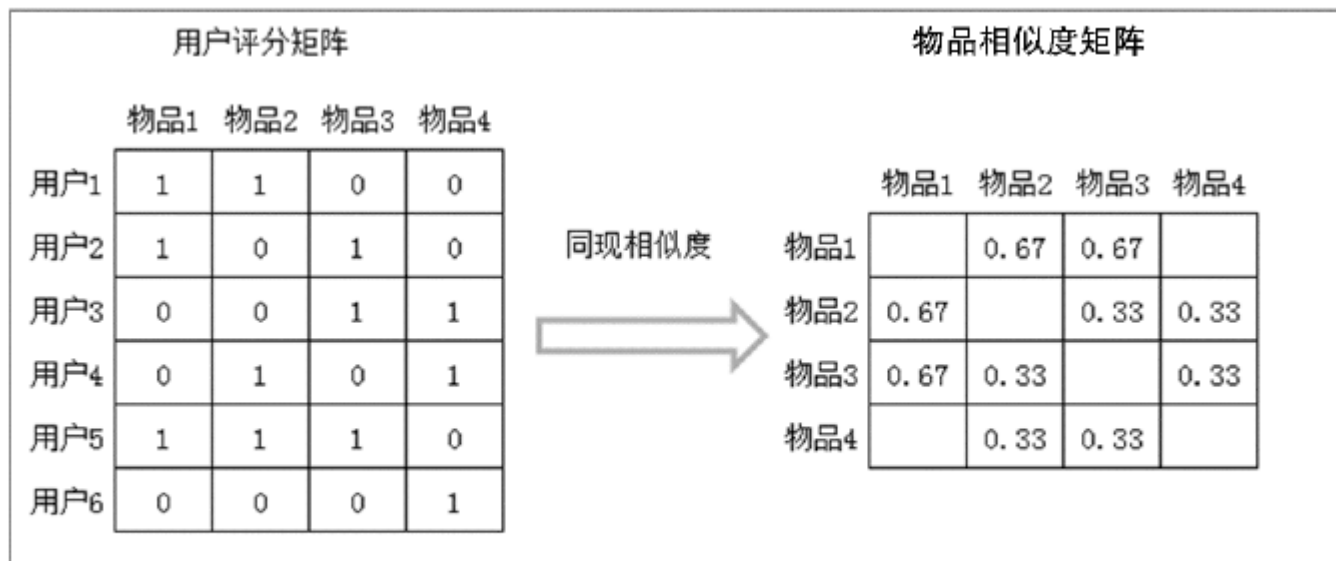 用户评分矩阵
物品1 物品2 物品3 物品4
用户1 1 1 0 0
用户2 1 0 1 0
用户3 0 0 1 1
用户4 0 1 0 1
用户5 1 1 1 0
用户6 0 0 0 1
同现相似度
物品相似度矩阵
物品1 物品2 物品3 物品4
物品1 0.67 0.67
物品2 0.67 0.33 0.33
物品3 0.67 0.33 0.33
物品4 0.33 0.33